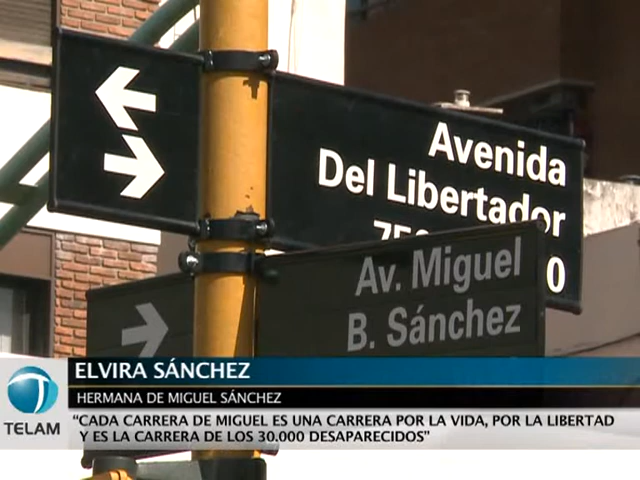 Avenida
Del Libertador
Av. Miguel
B. Sánchez
ELVIRA SÁNCHEZ
HERMANA DE MIGUEL SÁNCHEZ
TELAM
“CADA CARRERA DE MIGUEL ES UNA CARRERA POR LA VIDA, POR LA LIBERTAD
Y ES LA CARRERA DE LOS 30.000 DESAPARECIDOS"